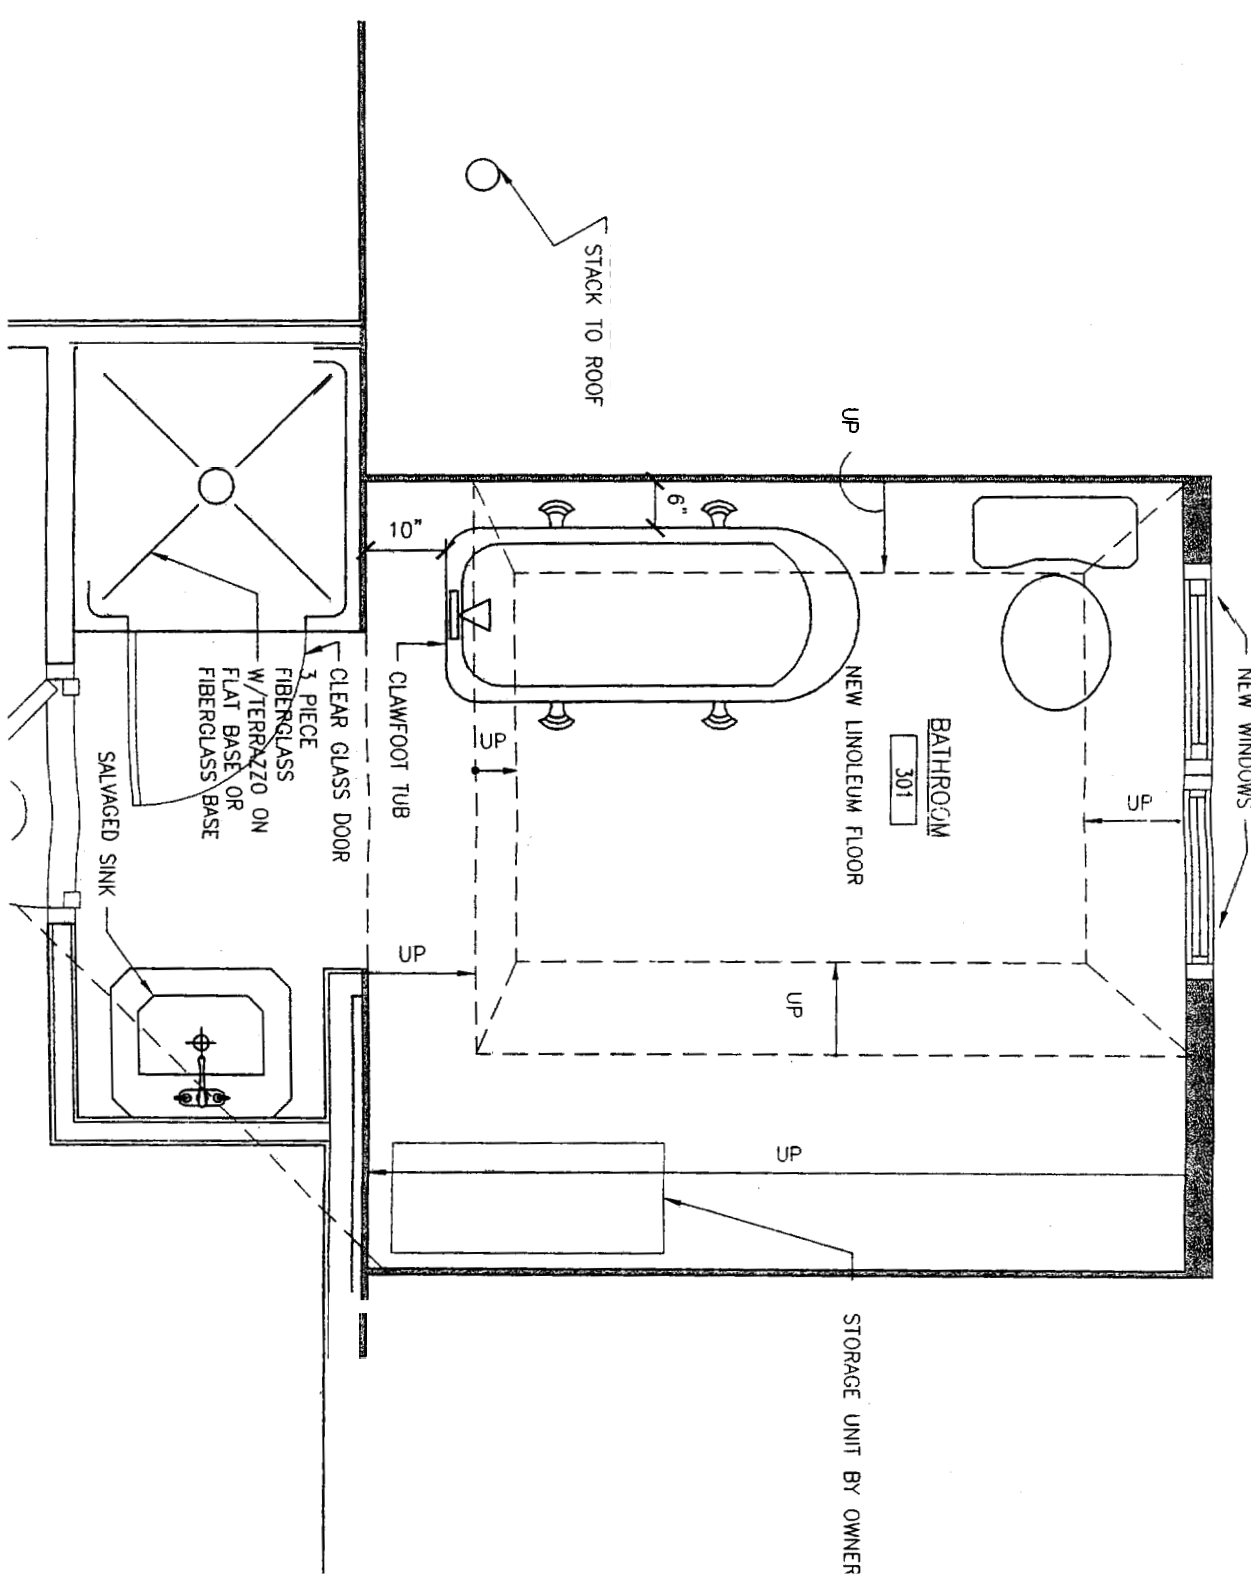 NEW WINDOWS
UP
BATHROOM
301
NEW LINOLEUM FLOOR
UP
UP
UP
STORAGE UNIT BY OWNER
STACK TO ROOF
6"
10"
UP
UP
CLAWFOOT TUB
CLEAR GLASS DOOR
3 PIECE
FIBERGLASS
W/TERRAZZO ON
FLAT BASE OR
FIBERGLASS BASE
SALVAGED SINK